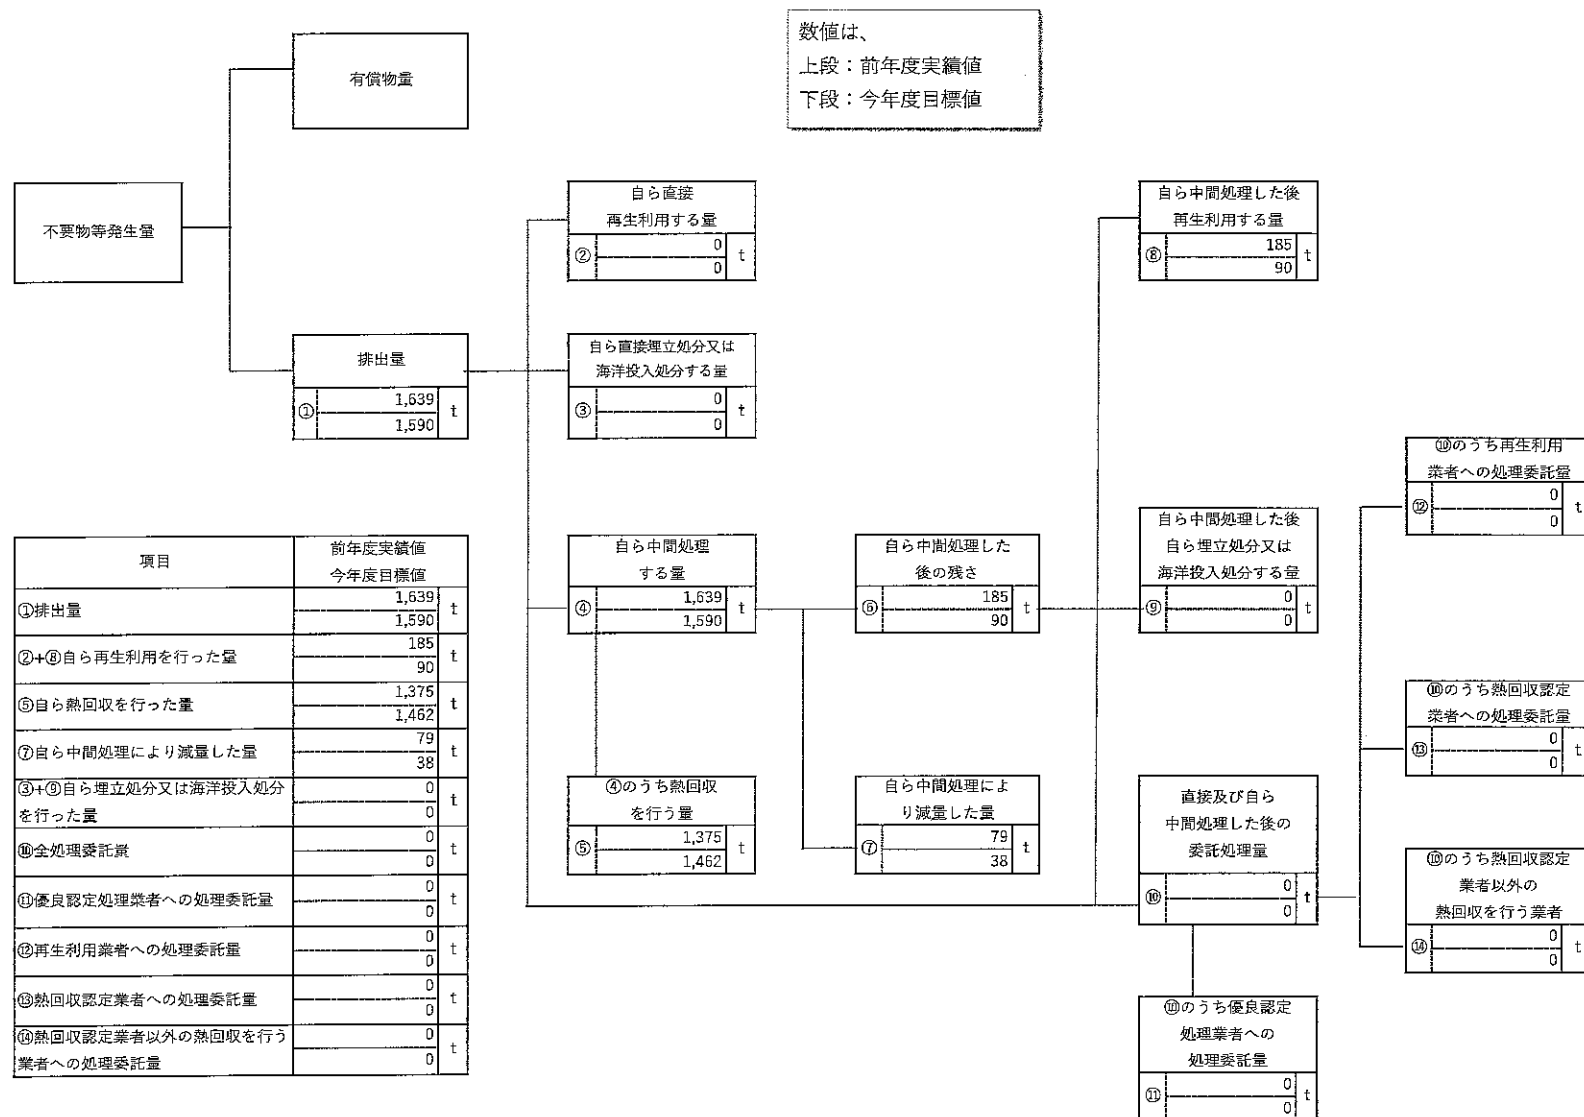 数値は、
上段：前年度実績値
下段：今年度目標値
有償物量
不要物等発生量
排出量
① 1,639 t
1,590
自ら直接
再生利用する量
② 0 t
0
自ら直接埋立処分又は
海洋投入処分する量
③ 0 t
0
自ら中間処理
する量
④ 1,639 t
1,590
④のうち熱回収
を行う量
⑤ 1,375 t
1,462
自ら中間処理した
後の残さ
⑥ 185 t
90
自ら中間処理によ
り減量した量
⑦ 79 t
38
自ら中間処理した後
再生利用する量
⑧ 185 t
90
自ら中間処理した後
自ら埋立処分又は
海洋投入処分する量
⑨ 0 t
0
直接及び自ら
中間処理した後の
委託処理量
⑩ 0 t
0
⑩のうち優良認定
処理業者への
処理委託量
⑪ 0 t
0
⑩のうち再生利用
業者への処理委託量
⑫ 0 t
0
⑩のうち熱回収認定
業者への処理委託量
⑬ 0 t
0
⑩のうち熱回収認定
業者以外の
熱回収を行う業者
⑭ 0 t
0
項目 前年度実績値
今年度目標値
①排出量 1,639 t
1,590
②+⑧自ら再生利用を行った量 185 t
90
⑤自ら熱回収を行った量 1,375 t
1,462
⑦自ら中間処理により減量した量 79 t
38
③+⑨自ら埋立処分又は海洋投入処分 0 t
を行った量 0
⑩全処理委託量 0 t
0
⑪優良認定処理業者への処理委託量 0 t
0
⑫再生利用業者への処理委託量 0 t
0
⑬熱回収認定業者への処理委託量 0 t
0
⑭熱回収認定業者以外の熱回収を行う 0 t
業者への処理委託量 0